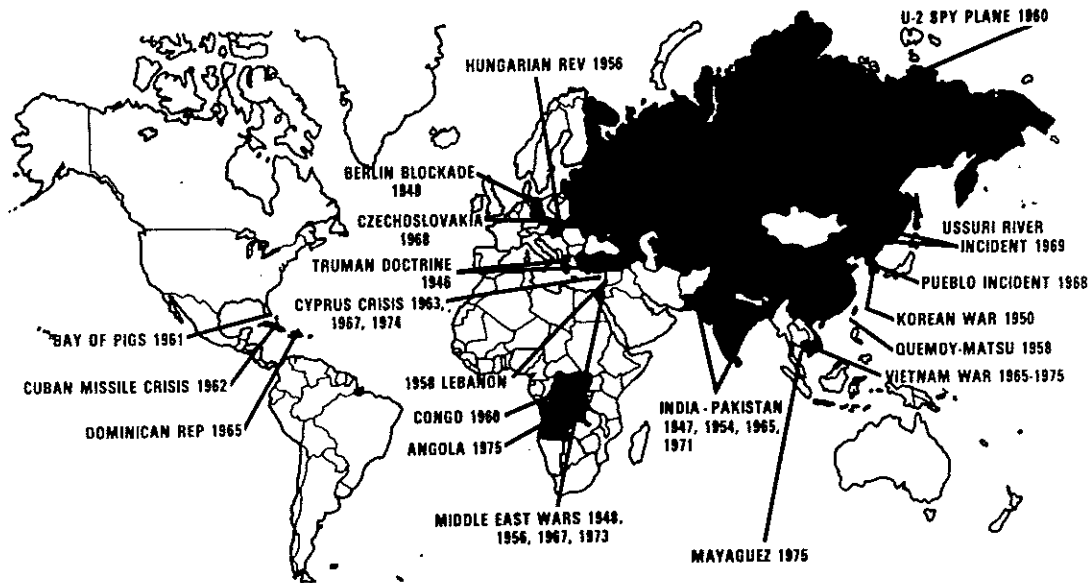 U-2 SPY PLANE 1960
HUNGARIAN REV 1956
BERLIN BLOCKADE
1948
CZECHOSLOVAKIA
1968
TRUMAN DOCTRINE
1946
CYPRUS CRISIS 1963,
1967, 1974
USSURI RIVER
INCIDENT 1969
PUEBLO INCIDENT 1968
KOREAN WAR 1950
QUEMOY-MATSU 1958
VIETNAM WAR 1965-1975
BAY OF PIGS 1961
CUBAN MISSILE CRISIS 1962
DOMINICAN REP 1965
1958 LEBANON
CONGO 1960
ANGOLA 1975
INDIA - PAKISTAN
1947, 1954, 1965,
1971
MIDDLE EAST WARS 1948,
1956, 1967, 1973
MAYAGUEZ 1975